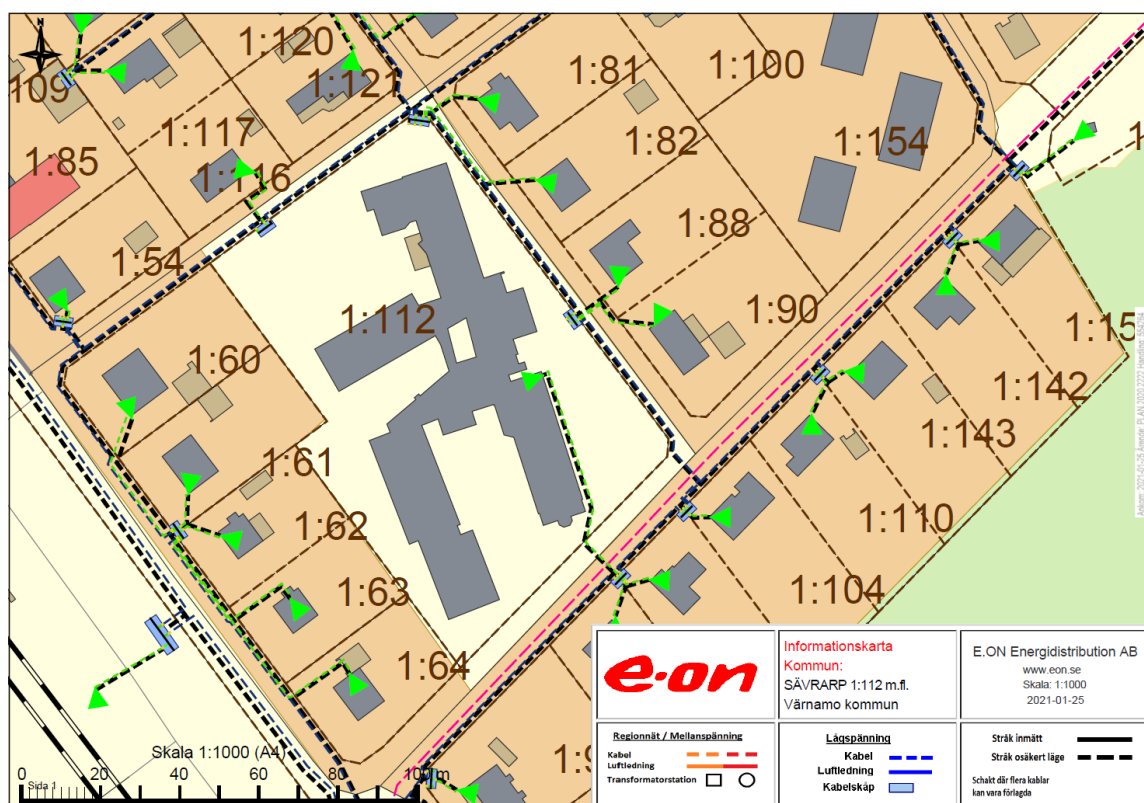 N
1:120
1:121
109
1:117
1:85
1:116
1:54
1:81
1:100
1:82
1:154
1:88
1:112
1:90
1:60
1:15
1:142
1:61
1:143
1:62
1:110
1:63
1:104
1:64
1:9
Skala 1:1000 (A4)
0 20 40 60 80 100 m
Sida 1
e·on
Informationskarta
Kommun:
SÄVRARP 1:112 m.fl.
Värnamo kommun
E.ON Energidistribution AB
www.eon.se
Skala: 1:1000
2021-01-25
Regionnät / Mellanspänning
Kabel
Luftledning
Transformatorstation
Lågspänning
Kabel
Luftledning
Kabelskåp
Stråk inmätt
Stråk osäkert läge
Schakt där flera kablar
kan vara förlagda